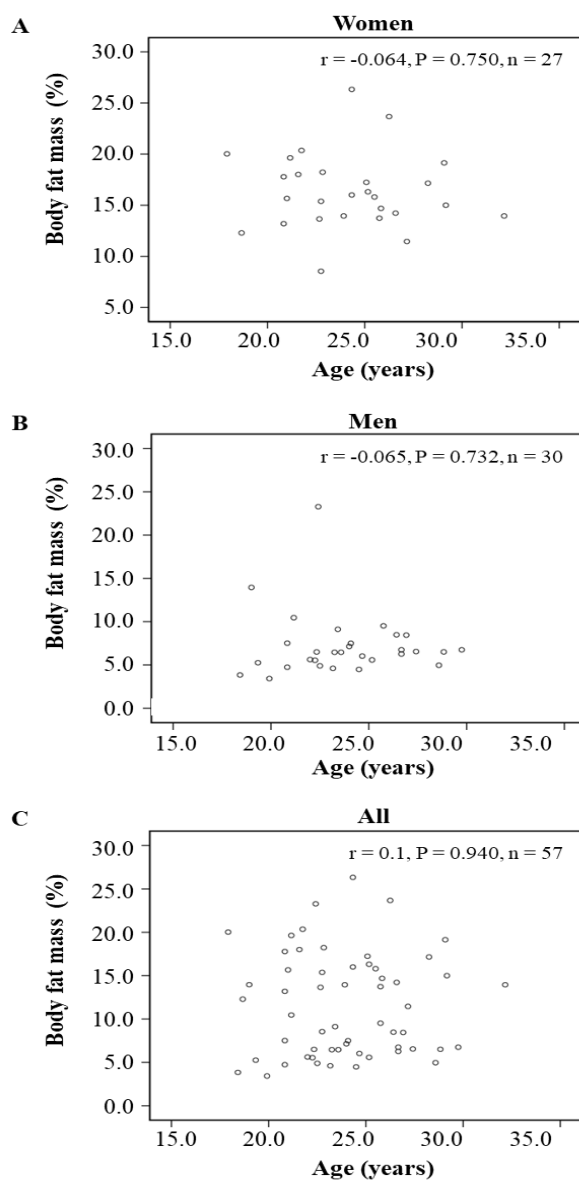 A
Women
r = -0.064, P = 0.750, n = 27
Body fat mass (%)
30.0
25.0
20.0
15.0
10.0
5.0
15.0 20.0 25.0 30.0 35.0
Age (years)
B
Men
r = -0.065, P = 0.732, n = 30
Body fat mass (%)
30.0
25.0
20.0
15.0
10.0
5.0
0.0
15.0 20.0 25.0 30.0 35.0
Age (years)
C
All
r = 0.1, P = 0.940, n = 57
Body fat mass (%)
30.0
25.0
20.0
15.0
10.0
5.0
0.0
15.0 20.0 25.0 30.0 35.0
Age (years)